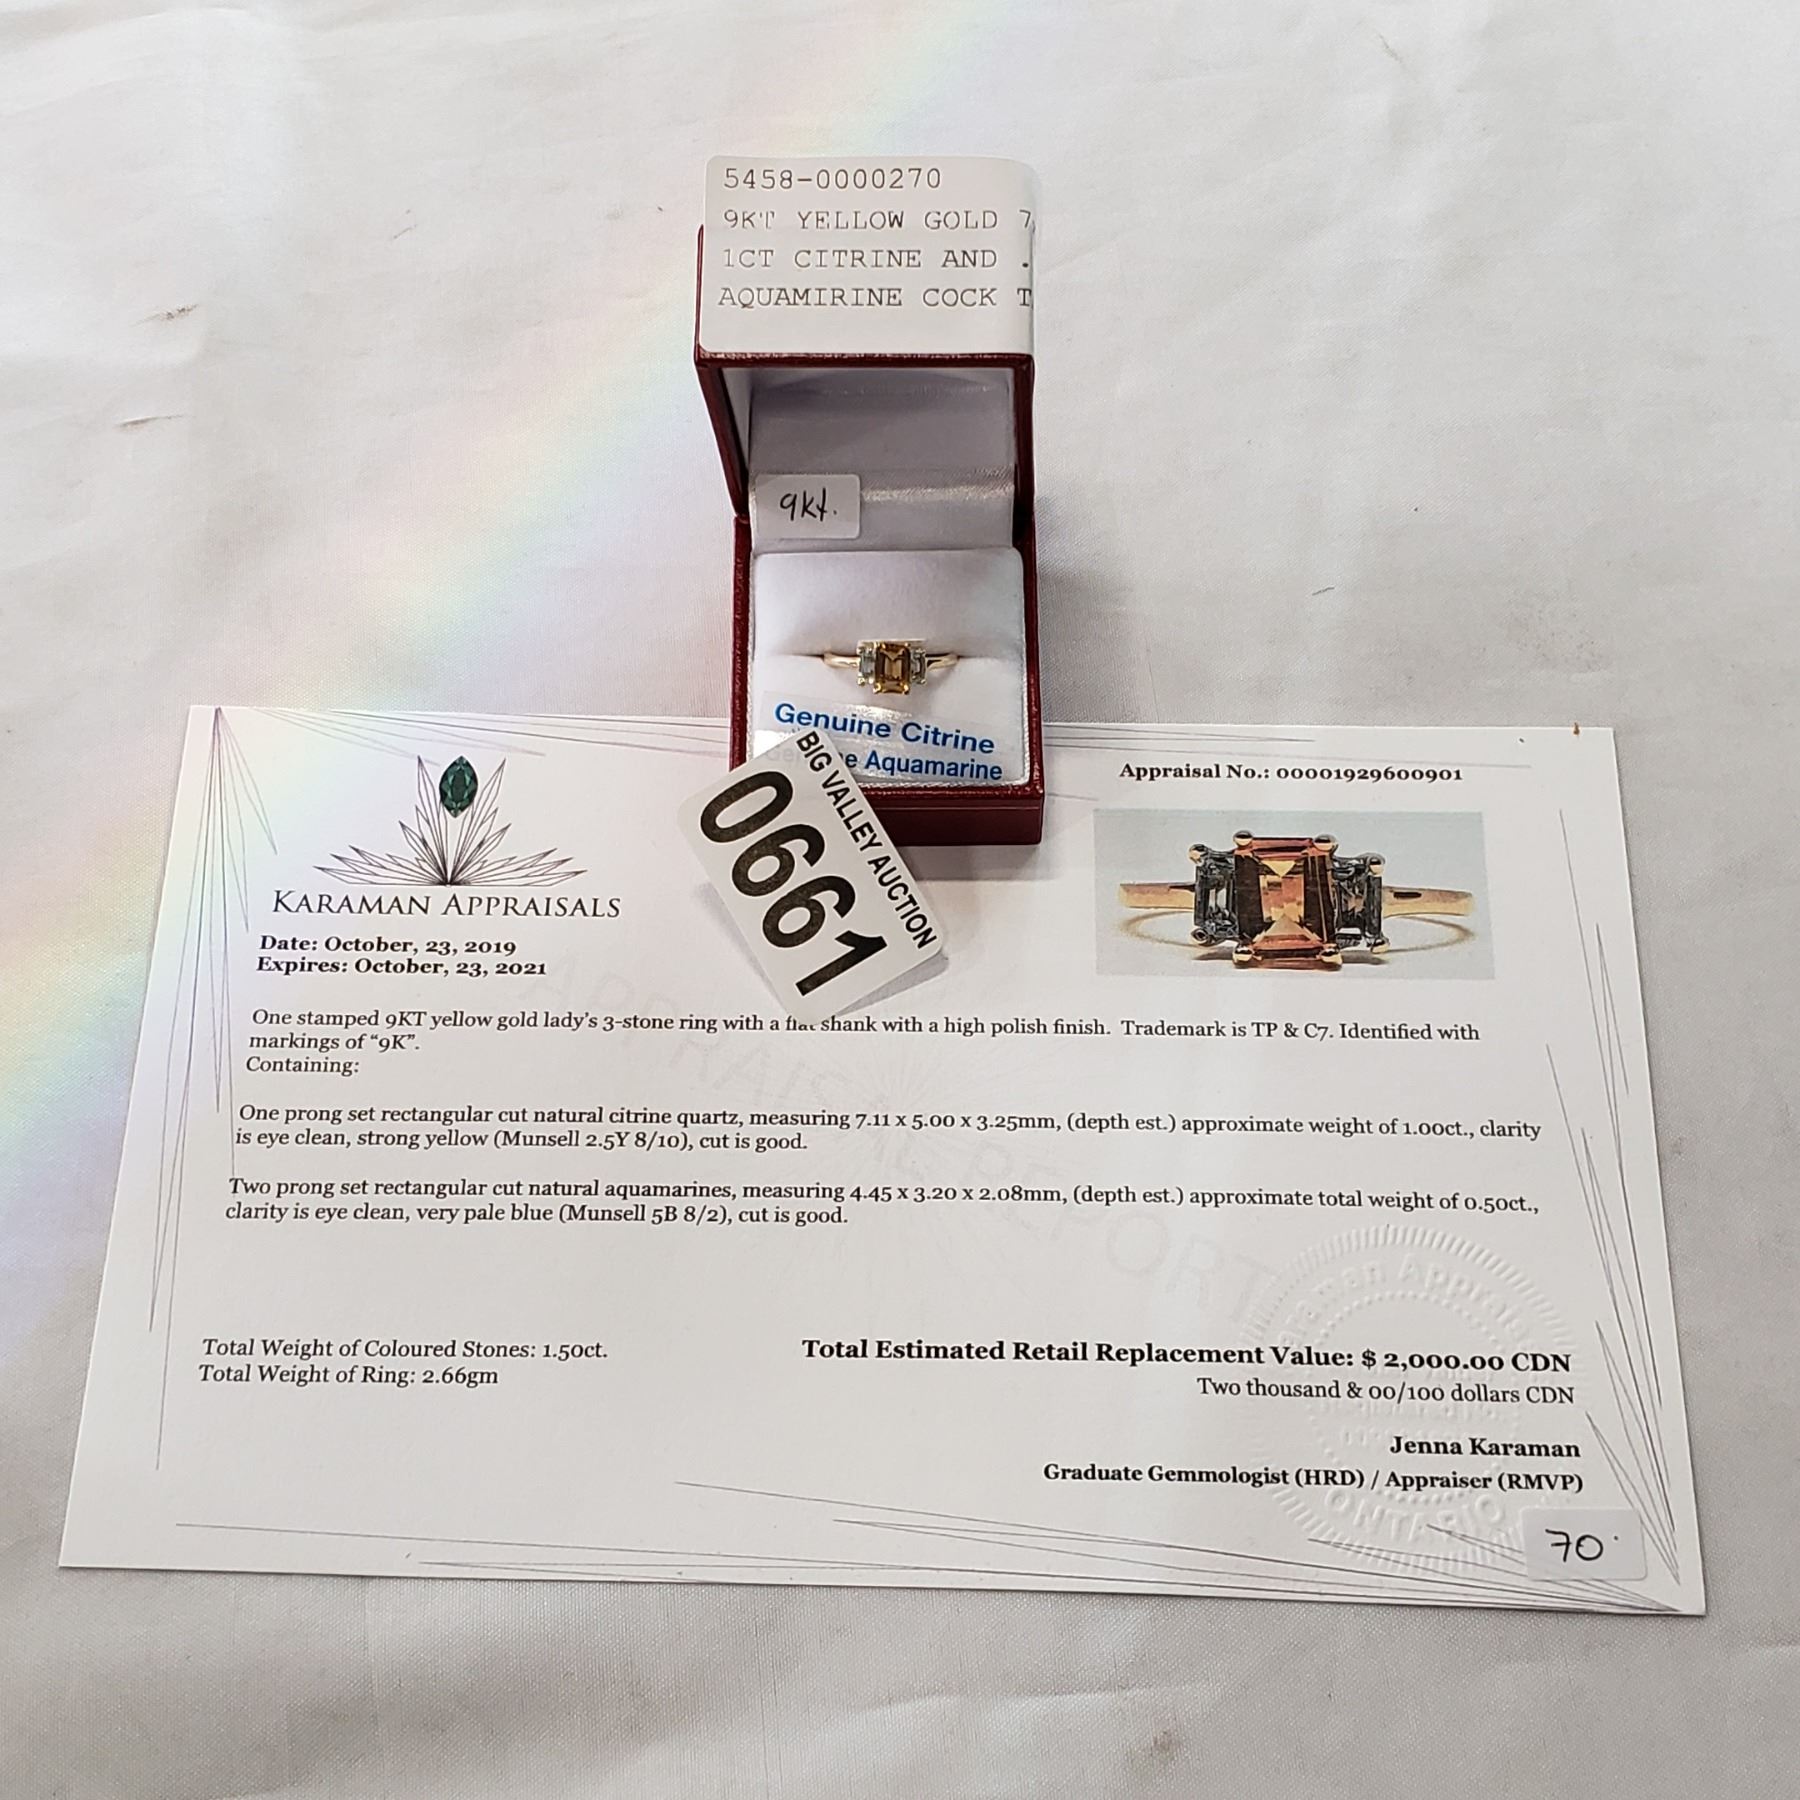 5458-0000270
9KT YELLOW GOLD 7
1CT CITRINE AND .
AQUAMIRINE COCK T
9kt.
Genuine Citrine
e Aquamarine
BIG VALLEY AUCTION
0661
KARAMAN APPRAISALS
Date: October, 23, 2019
Expires: October, 23, 2021
Appraisal No.: 00001929600901
One stamped 9KT yellow gold lady's 3-stone ring with a flat shank with a high polish finish. Trademark is TP & C7. Identified with
markings of "9K".
Containing:
One prong set rectangular cut natural citrine quartz, measuring 7.11 x 5.00 x 3.25mm, (depth est.) approximate weight of 1.00ct., clarity
is eye clean, strong yellow (Munsell 2.5Y 8/10), cut is good.
Two prong set rectangular cut natural aquamarines, measuring 4.45 x 3.20 x 2.08mm, (depth est.) approximate total weight of 0.50ct.,
clarity is eye clean, very pale blue (Munsell 5B 8/2), cut is good.
APPRAISAL REPORT
Total Weight of Coloured Stones: 1.50ct.
Total Weight of Ring: 2.66gm
Total Estimated Retail Replacement Value: $ 2,000.00 CDN
Two thousand & 00/100 dollars CDN
Jenna Karaman
Graduate Gemmologist (HRD) / Appraiser (RMVP)
Karaman Appraisals
ONTARIO
70